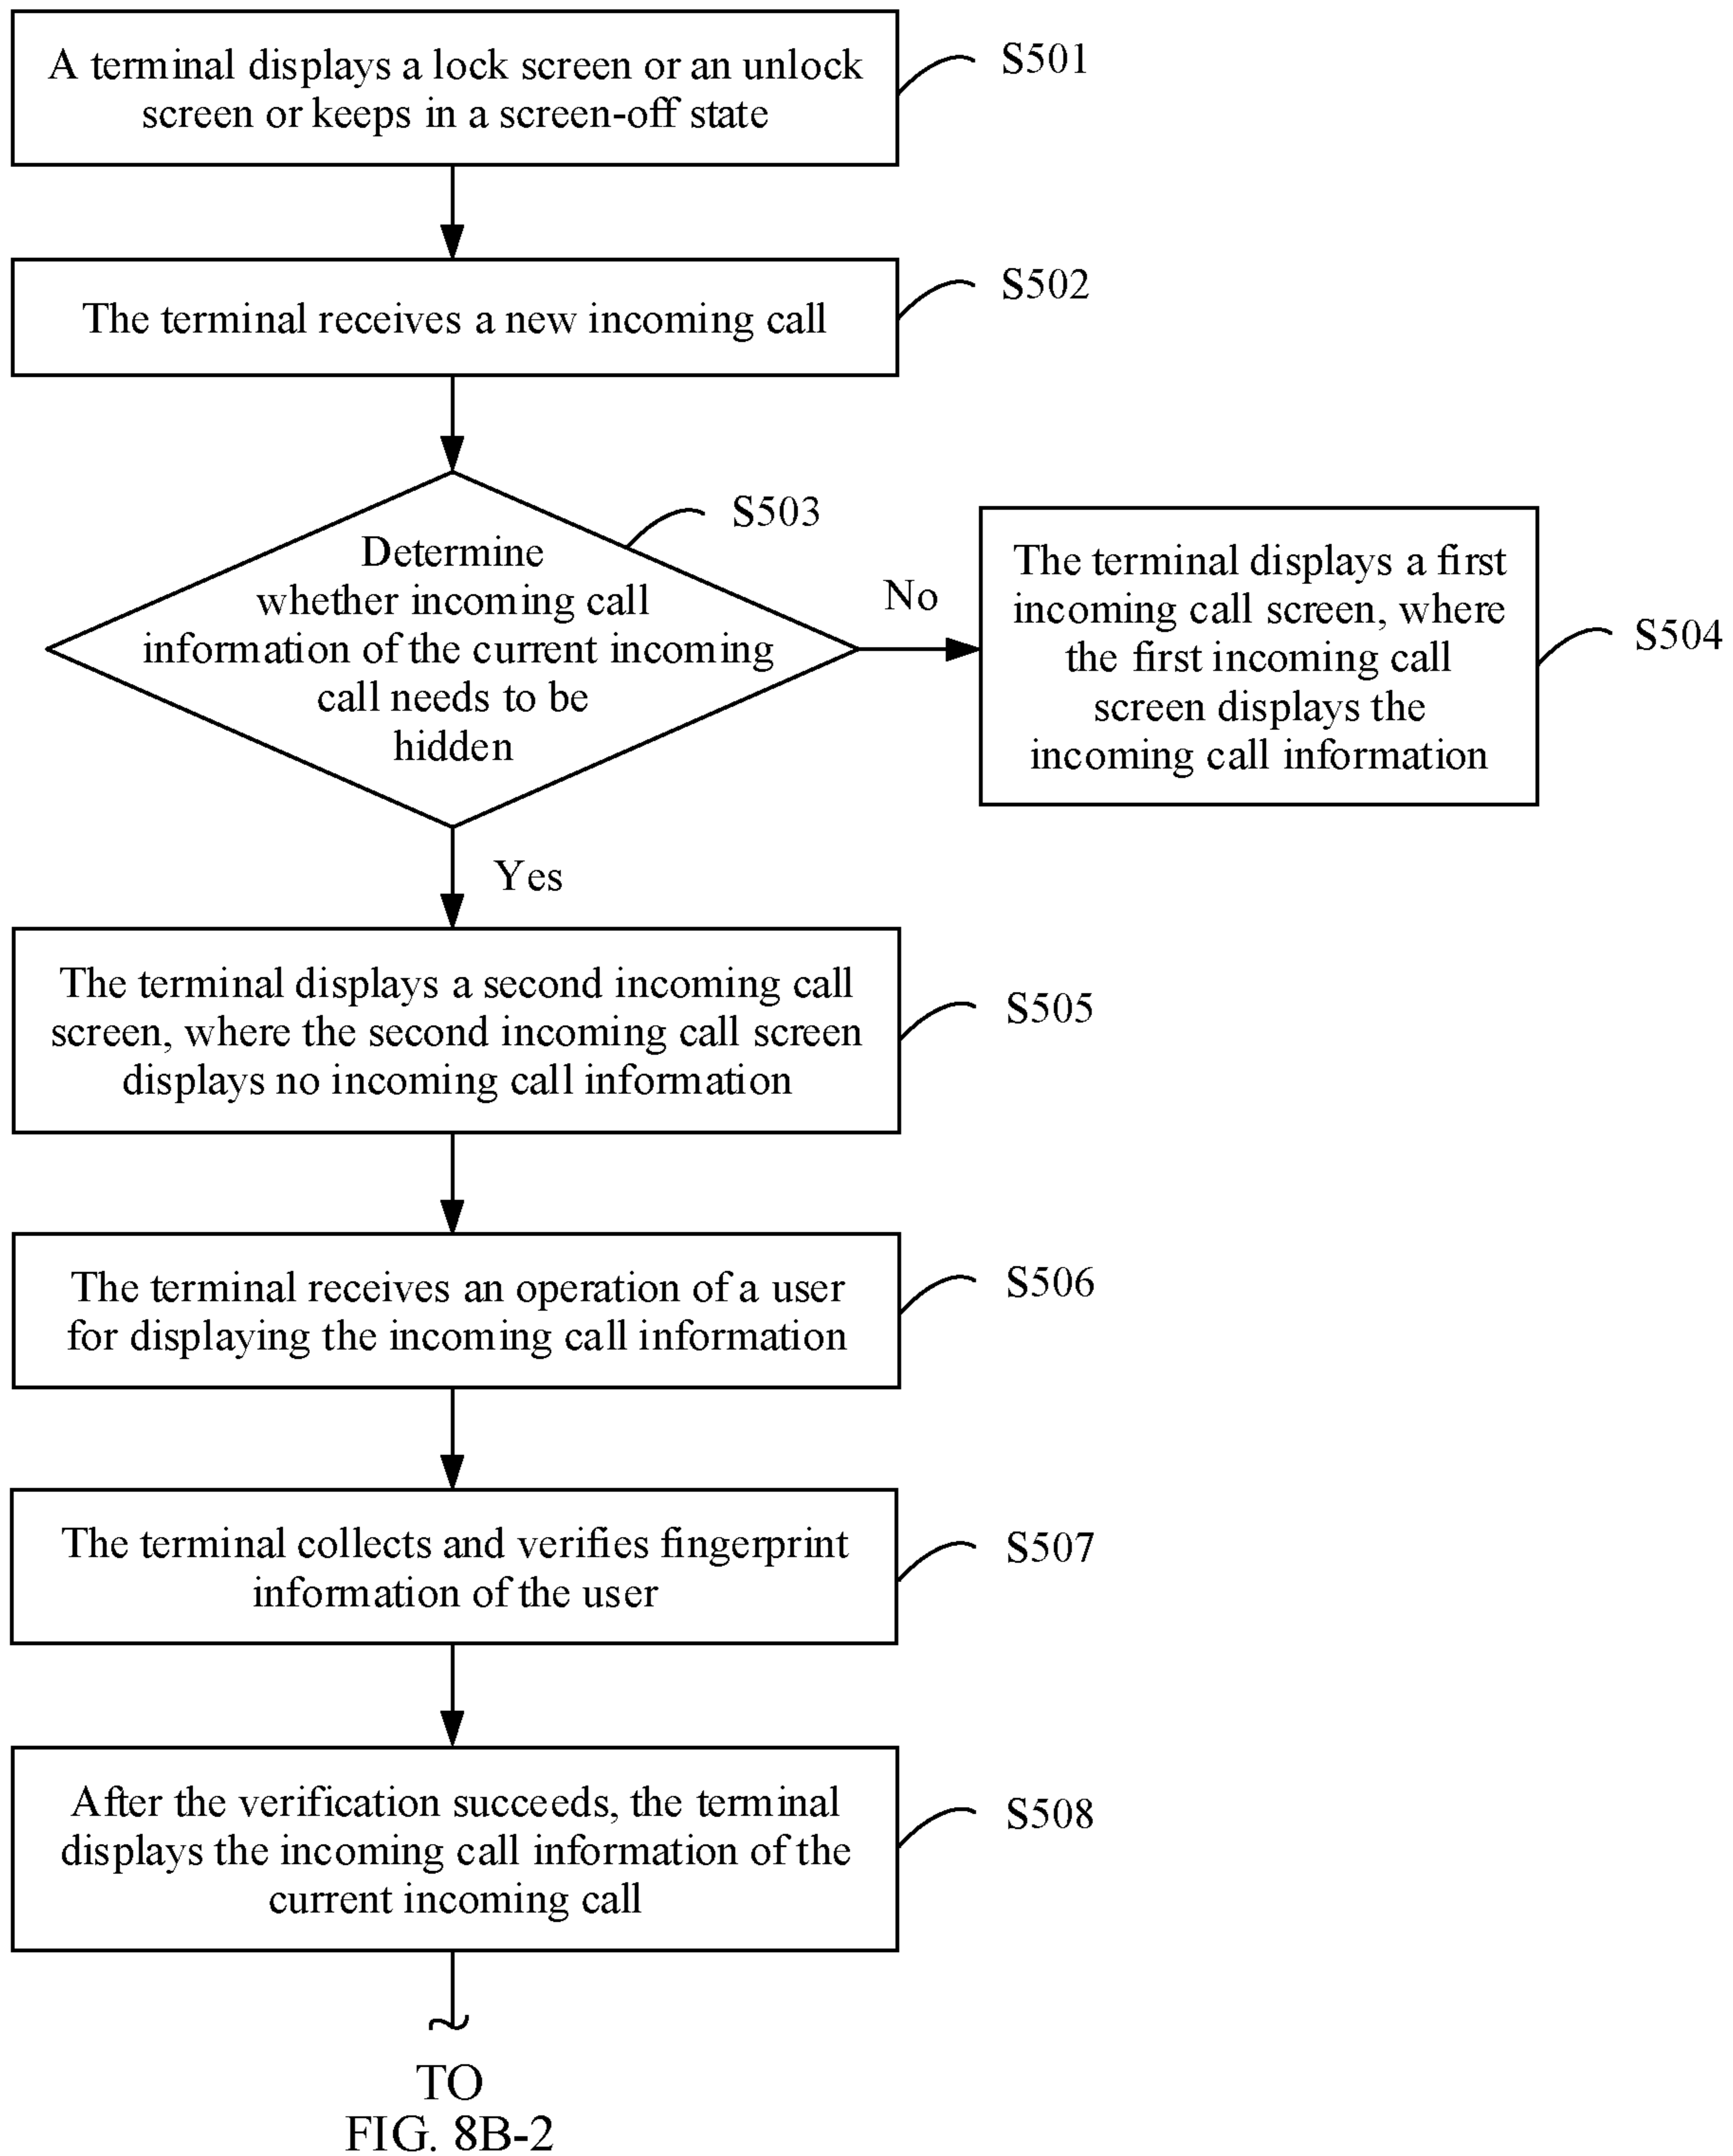 A terminal displays a lock screen or an unlock
screen or keeps in a screen-off state
S501
The terminal receives a new incoming call
S502
S503
Determine
whether incoming call
information of the current incoming
call needs to be
hidden
No
The terminal displays a first
incoming call screen, where
the first incoming call
screen displays the
incoming call information
S504
Yes
The terminal displays a second incoming call
screen, where the second incoming call screen
displays no incoming call information
S505
The terminal receives an operation of a user
for displaying the incoming call information
S506
The terminal collects and verifies fingerprint
information of the user
S507
After the verification succeeds, the terminal
displays the incoming call information of the
current incoming call
S508
TO
FIG. 8B-2